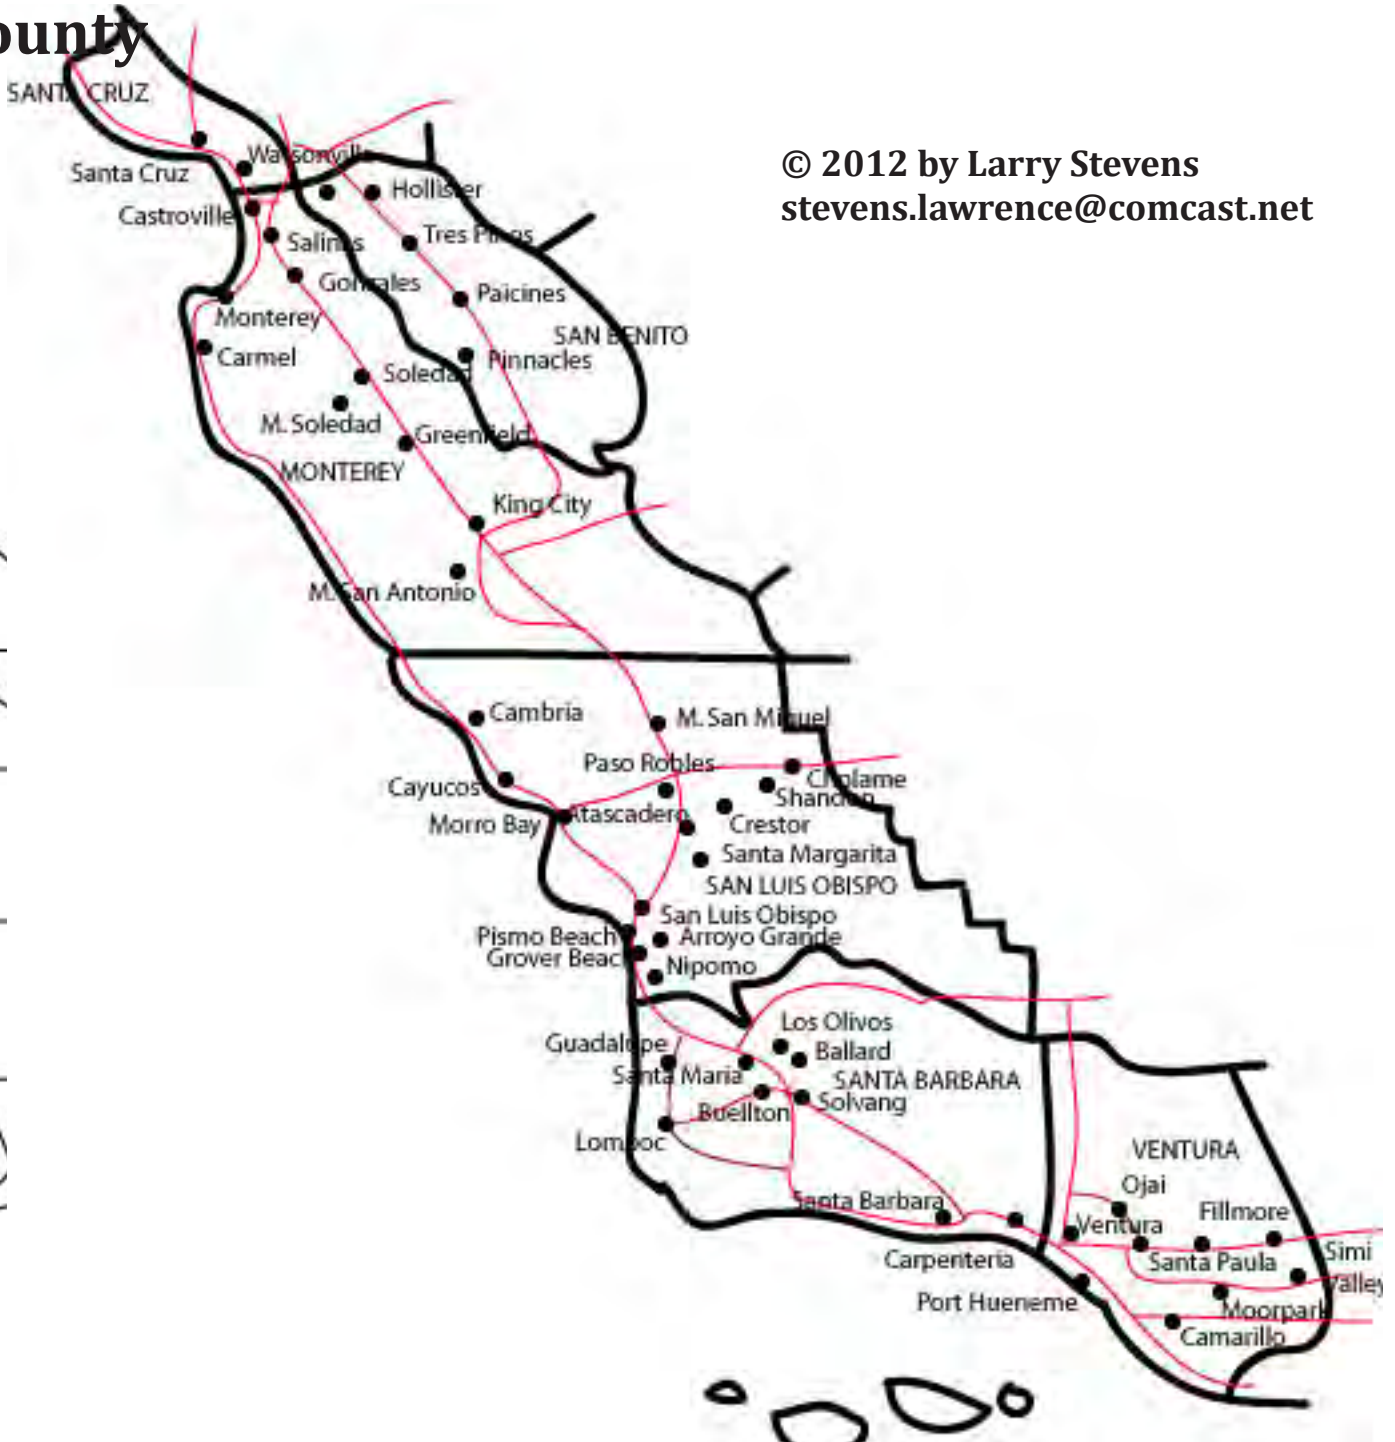 ounty
SANTA CRUZ
© 2012 by Larry Stevens
stevens.lawrence@comcast.net
Watsonville
Santa Cruz
Hollister
Castroville
Salinas
Tres Pinos
Gonzales
Paicines
Monterey
SAN BENITO
Carmel
Pinnacles
Soledad
M. Soledad
Greenfield
MONTEREY
King City
M. San Antonio
Cambria
M. San Miguel
Paso Robles
Cholame
Cayucos
Shandon
Atascadero
Morro Bay
Crestor
Santa Margarita
SAN LUIS OBISPO
San Luis Obispo
Pismo Beach
Arroyo Grande
Grover Beach
Nipomo
Los Olivos
Guadalupe
Ballard
Santa Maria
SANTA BARBARA
Buellton
Solvang
Lompoc
VENTURA
Ojai
Santa Barbara
Fillmore
Ventura
Simi
Valley
Carpenteria
Santa Paula
Port Hueneme
Moorpark
Camarillo